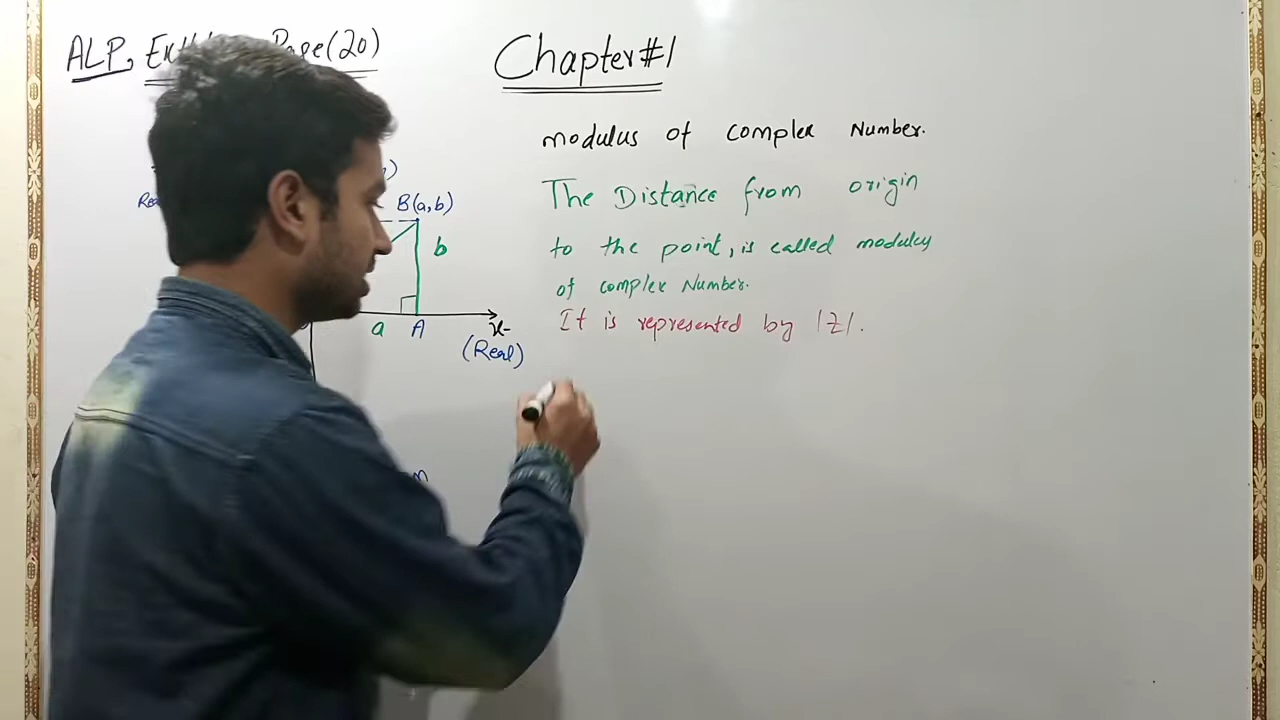 ALP, Page(20)
Chapter#1
modulus of complex Number.
The Distance from origin
to the point, is called modulus
of complex Number.
It is represented by |Z|.
B(a,b)
b
a
A
x-
(Real)